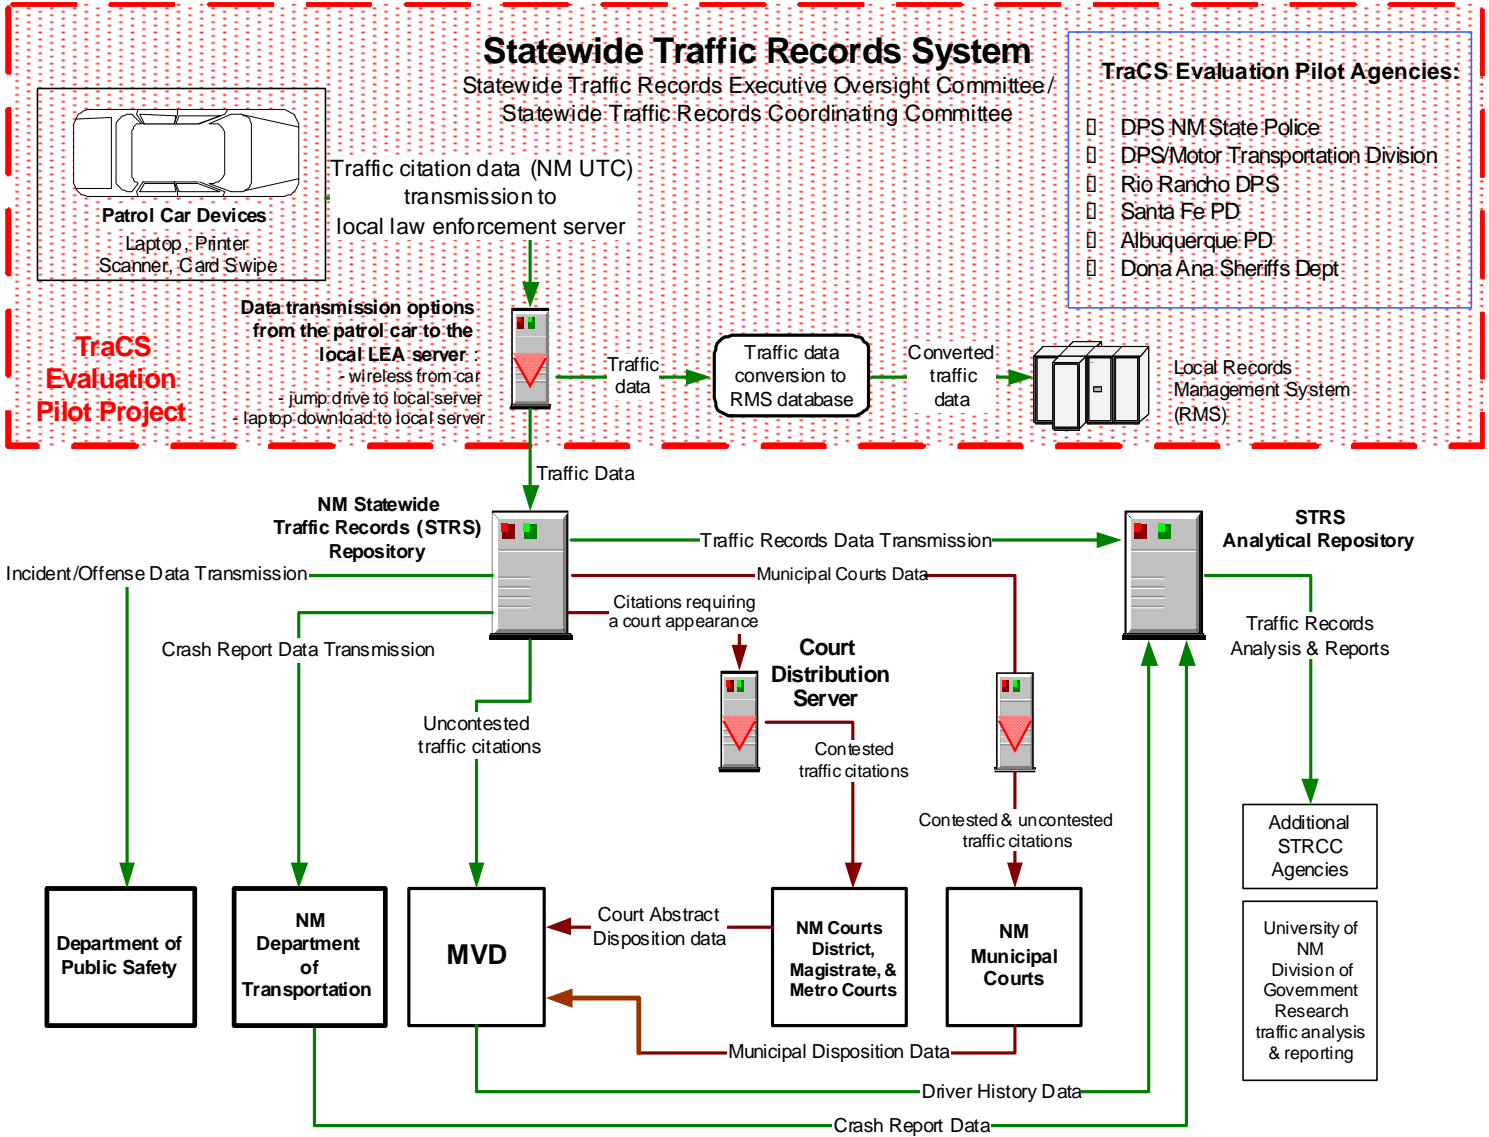 Statewide Traffic Records System
Statewide Traffic Records Executive Oversight Committee/
Statewide Traffic Records Coordinating Committee
TraCS Evaluation Pilot Agencies:
DPS NM State Police
DPS/Motor Transportation Division
Rio Rancho DPS
Santa Fe PD
Albuquerque PD
Dona Ana Sheriffs Dept
Patrol Car Devices
Laptop, Printer
Scanner, Card Swipe
Traffic citation data (NM UTC)
transmission to
local law enforcement server
Data transmission options
from the patrol car to the
local LEA server :
- wireless from car
- jump drive to local server
- laptop download to local server
TraCS
Evaluation
Pilot Project
Traffic
data
Traffic data
conversion to
RMS database
Converted
traffic
data
Local Records
Management System
(RMS)
Traffic Data
NM Statewide
Traffic Records (STRS)
Repository
Traffic Records Data Transmission
STRS
Analytical Repository
Incident/Offense Data Transmission
Municipal Courts Data
Citations requiring
a court appearance
Crash Report Data Transmission
Court
Distribution
Server
Traffic Records
Analysis & Reports
Uncontested
traffic citations
Contested
traffic citations
Contested & uncontested
traffic citations
Additional
STRCC
Agencies
Department of
Public Safety
NM
Department
of
Transportation
MVD
Court Abstract
Disposition data
NM Courts
District,
Magistrate, &
Metro Courts
NM
Municipal
Courts
University of
NM
Division of
Government
Research
traffic analysis
& reporting
Municipal Disposition Data
Driver History Data
Crash Report Data